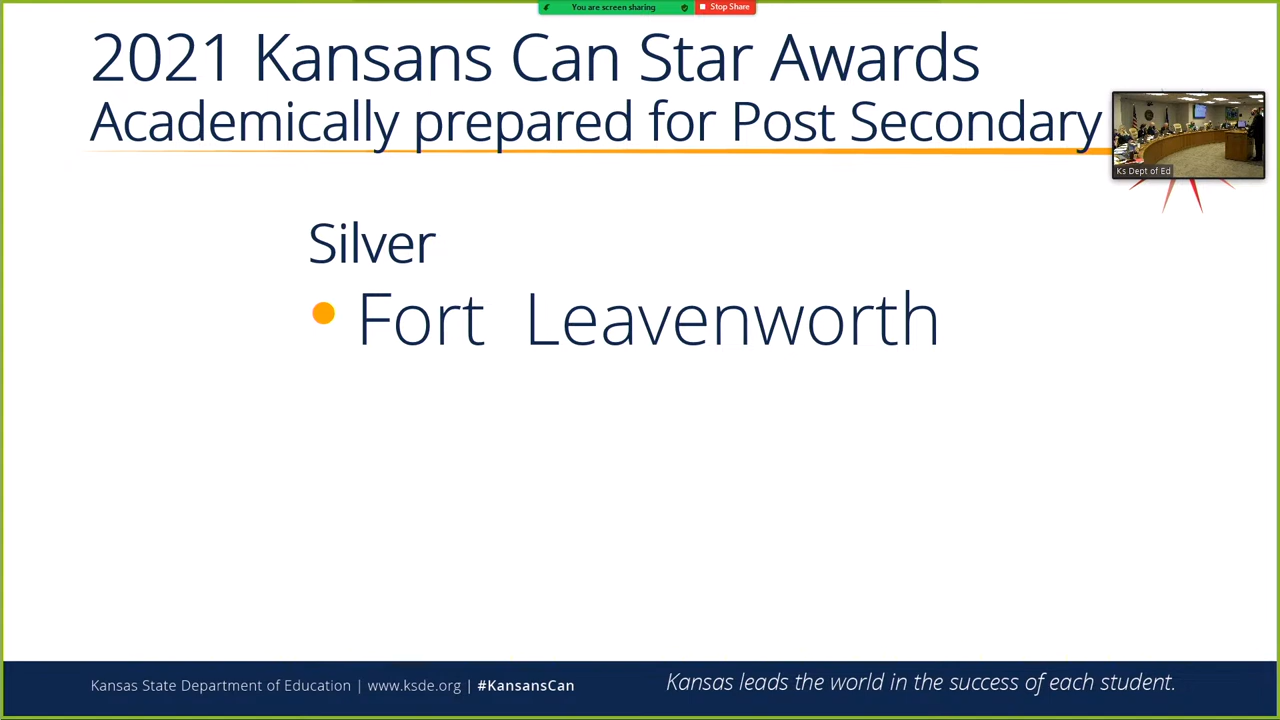 You are screen sharing
Stop Share
2021 Kansans Can Star Awards
Academically prepared for Post Secondary
Ks Dept of Ed
Silver
• Fort Leavenworth
Kansas State Department of Education | www.ksde.org | #KansansCan
Kansas leads the world in the success of each student.